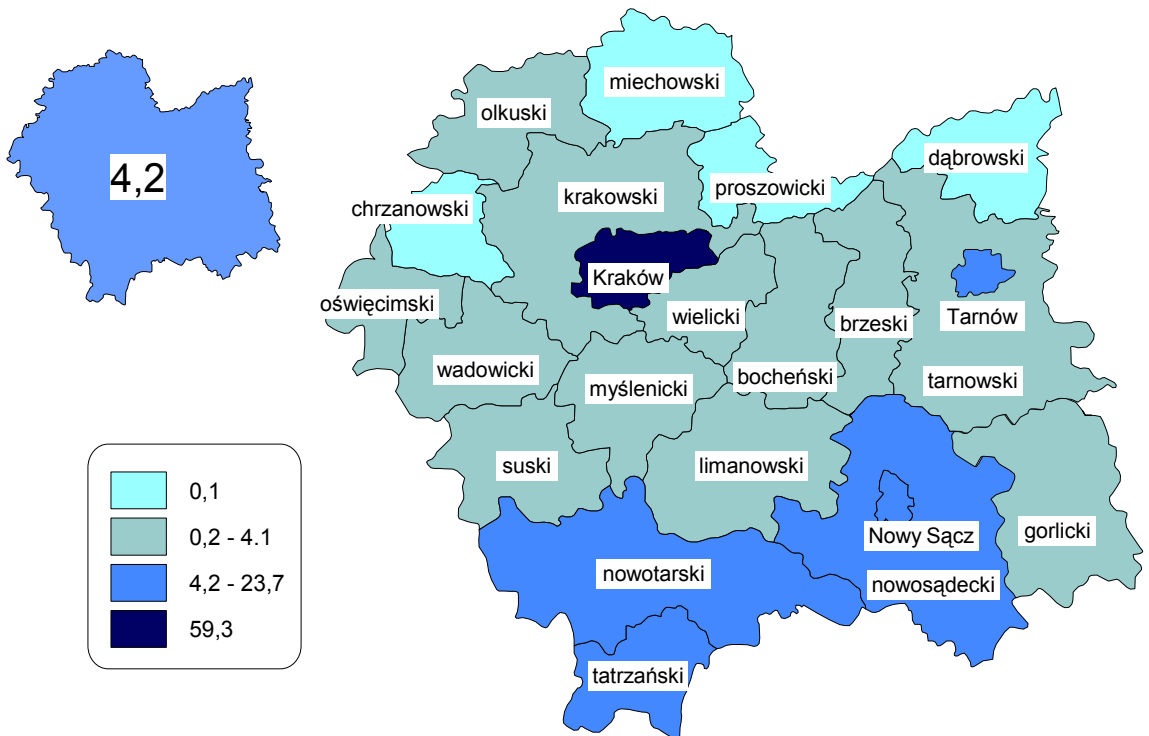 miechowski
olkuski
dąbrowski
4,2
proszowicki
krakowski
chrzanowski
Kraków
oświęcimski
wielicki
brzeski
Tarnów
wadowicki
bocheński
tarnowski
myślenicki
suski
limanowski
0,1
0,2 - 4.1
Nowy Sącz
gorlicki
4,2 - 23,7
nowotarski
nowosądecki
59,3
tatrzański